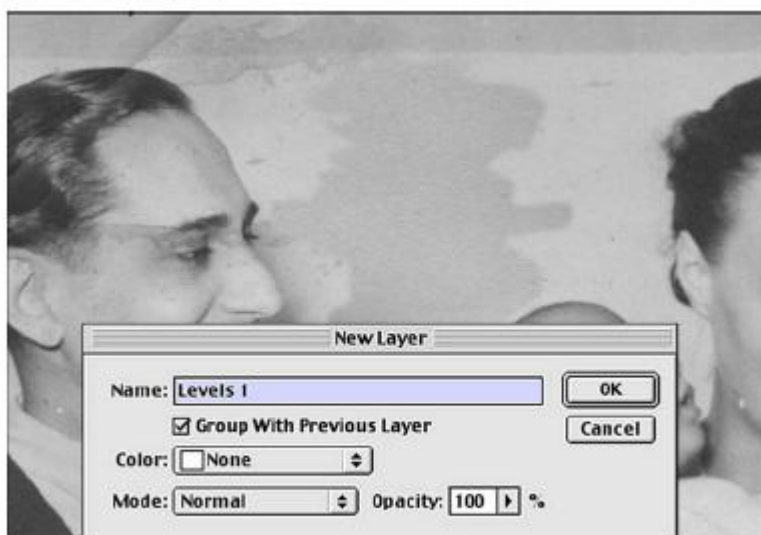 New Layer
Name: Levels 1
OK
Group With Previous Layer
Cancel
Color: None
Mode: Normal Opacity: 100 %